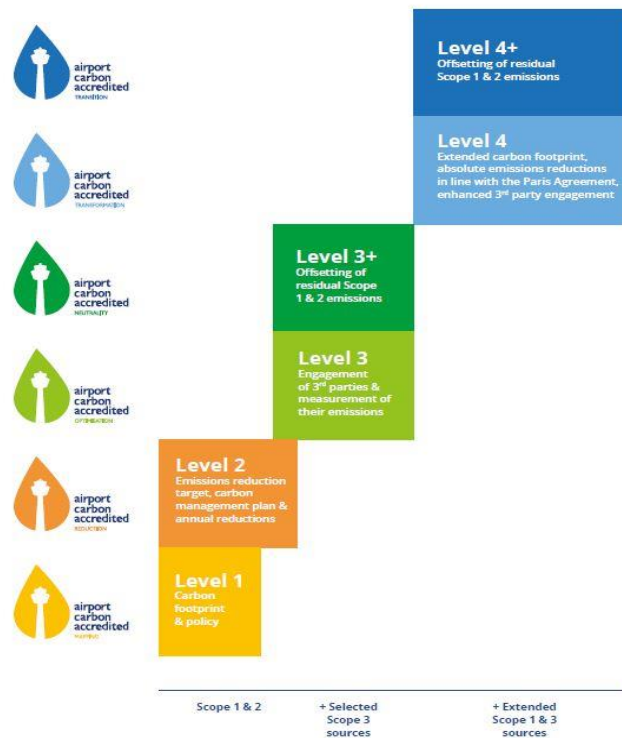 airport
carbon
accredited
TRANSITION
Level 4+
Offsetting of residual
Scope 1 & 2 emissions
airport
carbon
accredited
TRANSFORMATION
Level 4
Extended carbon footprint,
absolute emissions reductions
in line with the Paris Agreement,
enhanced 3rd party engagement
airport
carbon
accredited
NEUTRALITY
Level 3+
Offsetting of
residual Scope
1 & 2 emissions
airport
carbon
accredited
OPTIMISATION
Level 3
Engagement
of 3rd parties &
measurement of
their emissions
airport
carbon
accredited
REDUCTION
Level 2
Emissions reduction
target, carbon
management plan &
annual reductions
airport
carbon
accredited
MAPPING
Level 1
Carbon
footprint
& policy
Scope 1 & 2
+ Selected
Scope 3
sources
+ Extended
Scope 1 & 3
sources